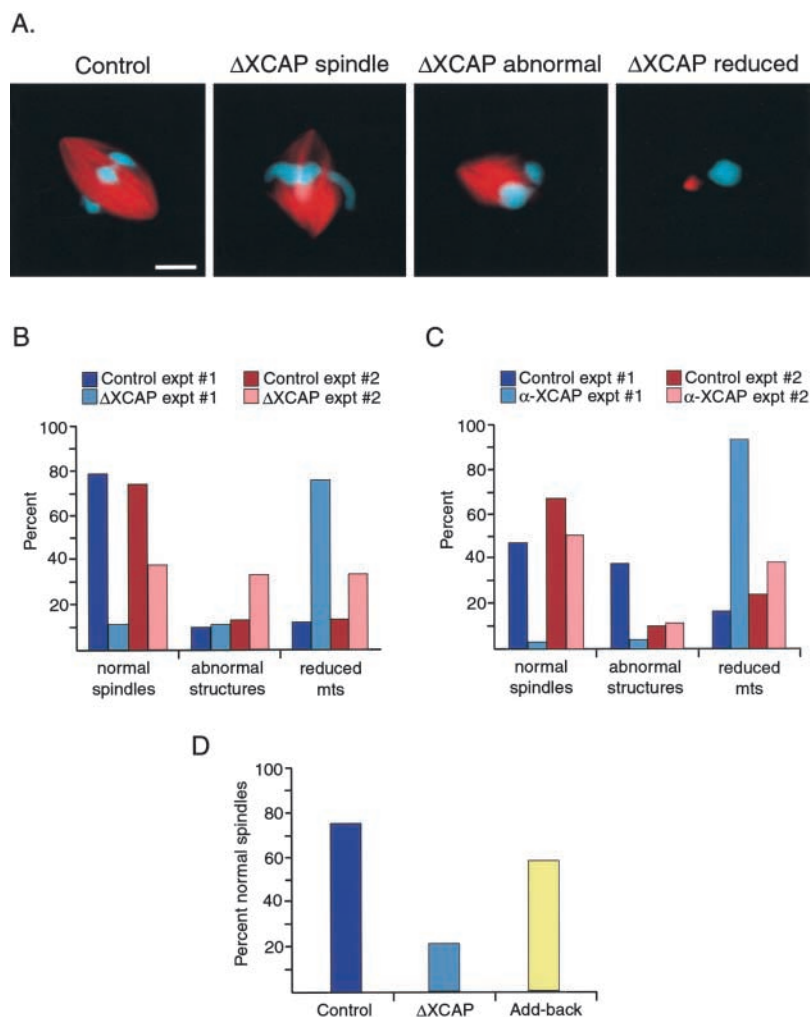 A.
Control
ΔXCAP spindle
ΔXCAP abnormal
ΔXCAP reduced
B
Control expt #1
Control expt #2
ΔXCAP expt #1
ΔXCAP expt #2
100
80
60
40
20
Percent
normal spindles
abnormal structures
reduced mts
C
Control expt #1
Control expt #2
α-XCAP expt #1
α-XCAP expt #2
100
80
60
40
20
Percent
normal spindles
abnormal structures
reduced mts
D
100
80
60
40
20
Percent normal spindles
Control
ΔXCAP
Add-back